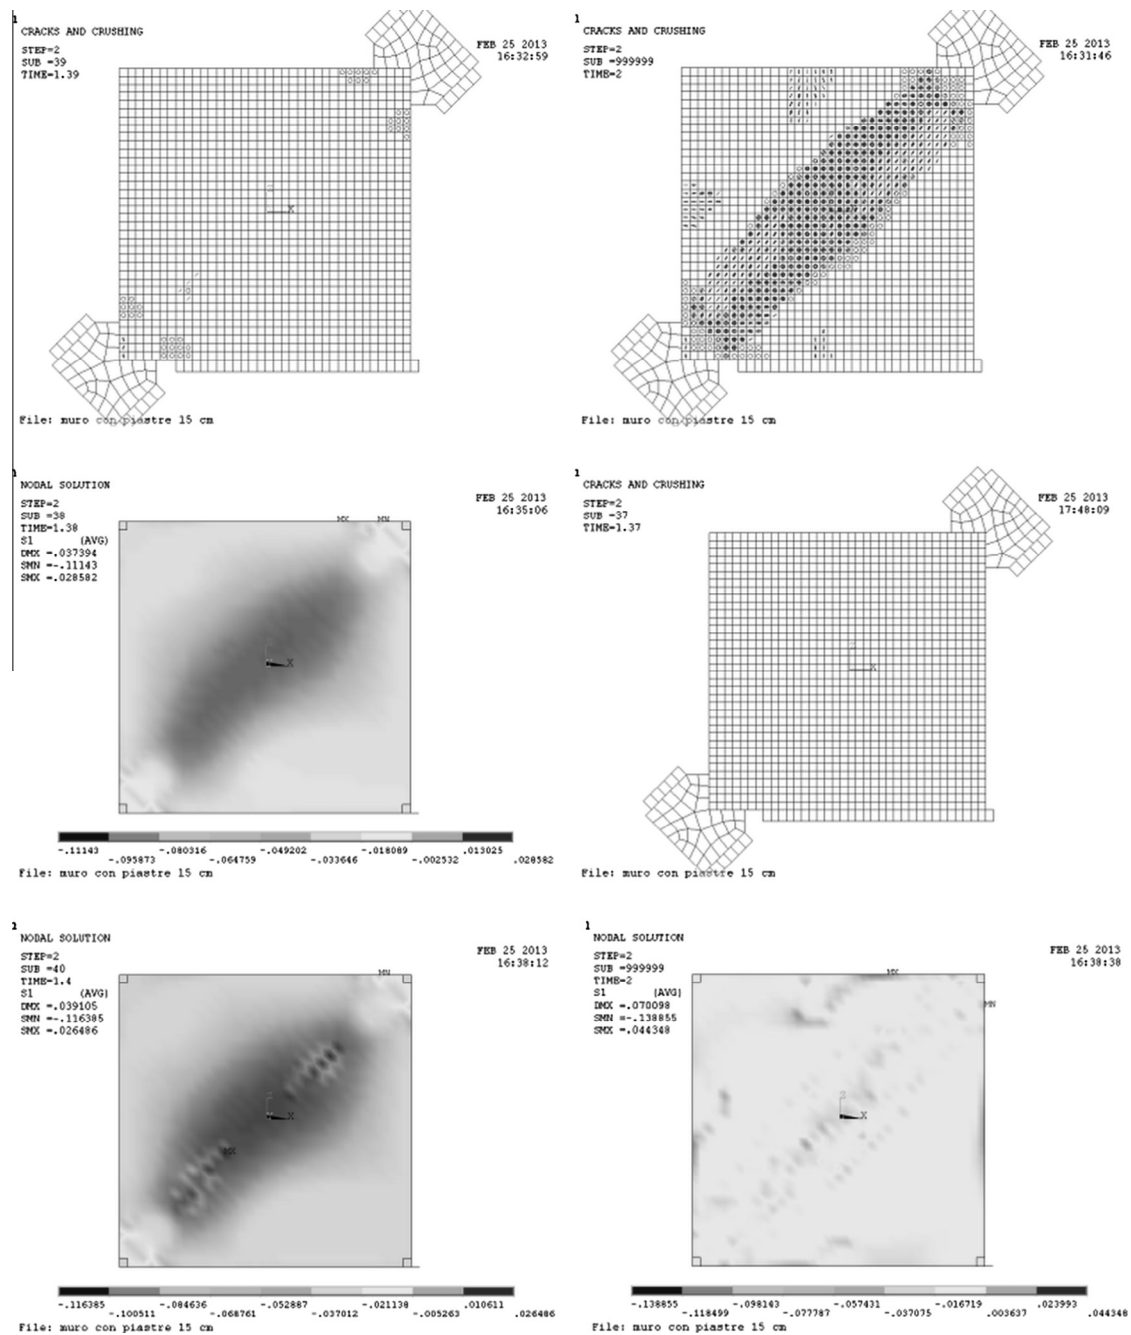 1
CRACKS AND CRUSHING
STEP=2
SUB =39
TIME=1.39
FEB 25 2013
16:32:59
X
File: muro con piastre 15 cm
1
CRACKS AND CRUSHING
STEP=2
SUB =999999
TIME=2
FEB 25 2013
16:31:46
File: muro con piastre 15 cm
1
NODAL SOLUTION
STEP=2
SUB =38
TIME=1.38
S1 (AVG)
DMX =.037394
SMN =-.11143
SMX =.028582
FEB 25 2013
16:35:06
MX MN
Z
X
-.11143 -.080316 -.049202 -.018089 .013025
-.095873 -.064759 -.033646 -.002532 .028582
File: muro con piastre 15 cm
1
CRACKS AND CRUSHING
STEP=2
SUB =37
TIME=1.37
FEB 25 2013
17:48:09
X
File: muro con piastre 15 cm
1
NODAL SOLUTION
STEP=2
SUB =40
TIME=1.4
S1 (AVG)
DMX =.039105
SMN =-.116385
SMX =.026486
FEB 25 2013
16:38:12
MN
Z
X
MX
-.116385 -.084636 -.052887 -.021138 .010611
-.100511 -.068761 -.037012 -.005263 .026486
File: muro con piastre 15 cm
1
NODAL SOLUTION
STEP=2
SUB =999999
TIME=2
S1 (AVG)
DMX =.070098
SMN =-.138855
SMX =.044348
FEB 25 2013
16:38:38
MX
MN
Z
X
-.138855 -.098143 -.057431 -.016719 .023993
-.118499 -.077787 -.037075 .003637 .044348
File: muro con piastre 15 cm